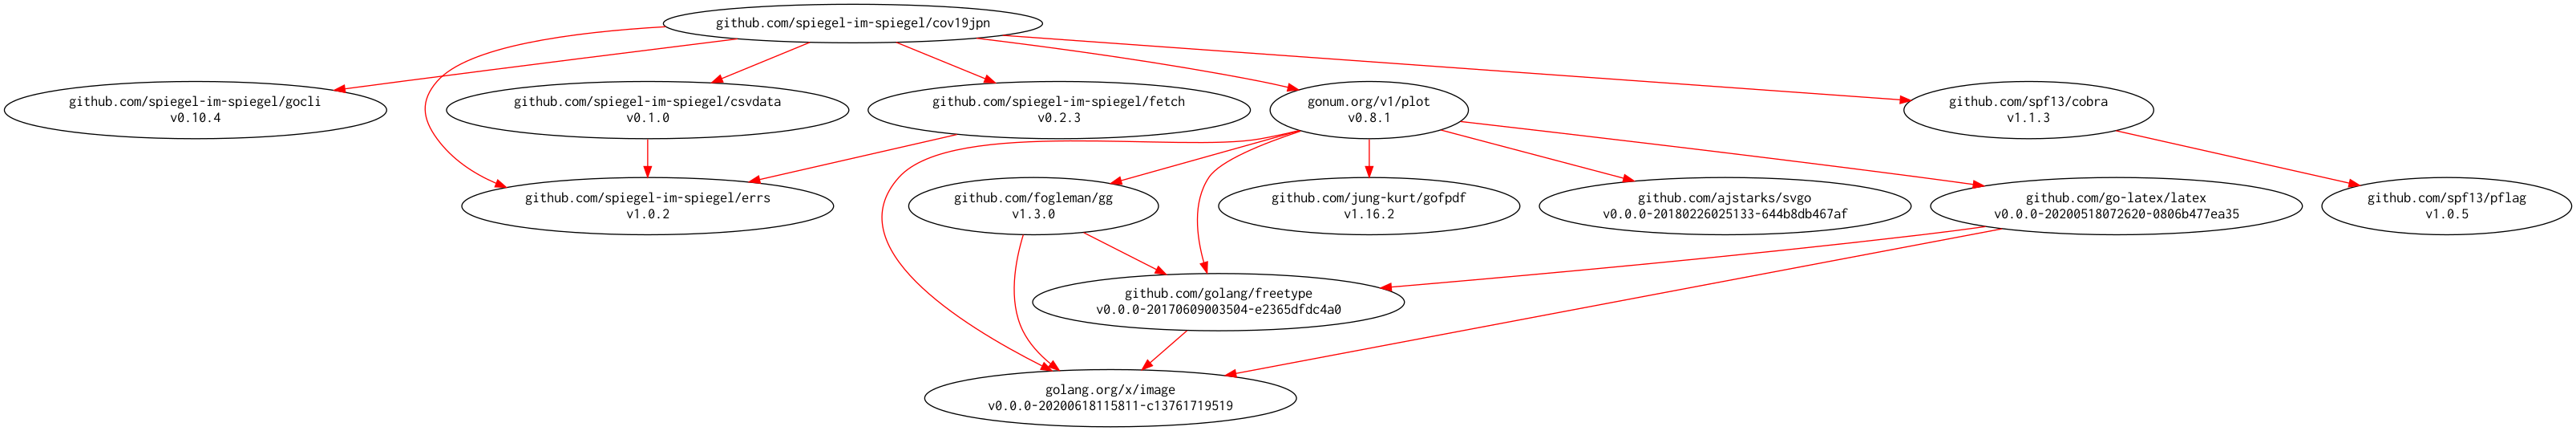 github.com/spiegel-im-spiegel/cov19jpn
github.com/spiegel-im-spiegel/gocli
v0.10.4
github.com/spiegel-im-spiegel/csvdata
v0.1.0
github.com/spiegel-im-spiegel/fetch
v0.2.3
gonum.org/v1/plot
v0.8.1
github.com/spf13/cobra
v1.1.3
github.com/spiegel-im-spiegel/errs
v1.0.2
github.com/fogleman/gg
v1.3.0
github.com/jung-kurt/gofpdf
v1.16.2
github.com/ajstarks/svgo
v0.0.0-20180226025133-644b8db467af
github.com/go-latex/latex
v0.0.0-20200518072620-0806b477ea35
github.com/spf13/pflag
v1.0.5
github.com/golang/freetype
v0.0.0-20170609003504-e2365dfdc4a0
golang.org/x/image
v0.0.0-20200618115811-c13761719519